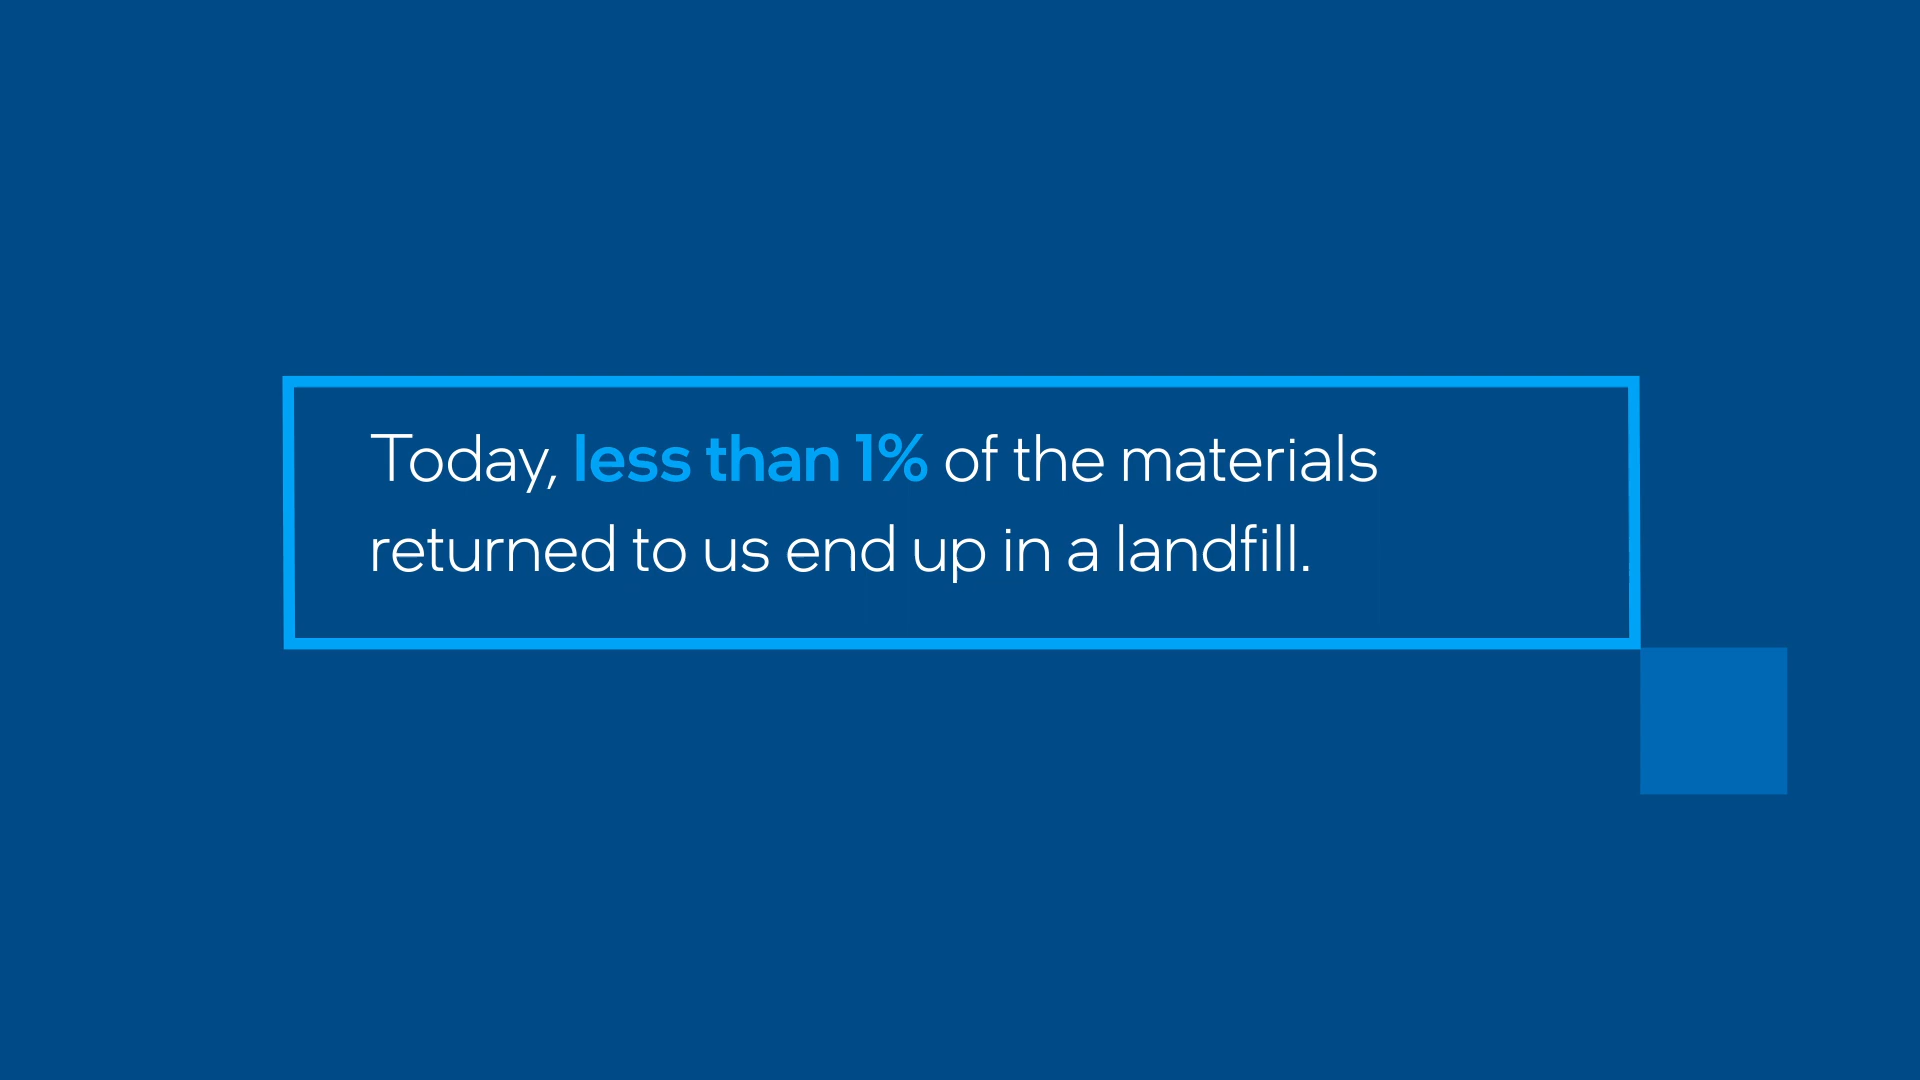 Today, less than 1% of the materials
returned to us end up in a landfill.